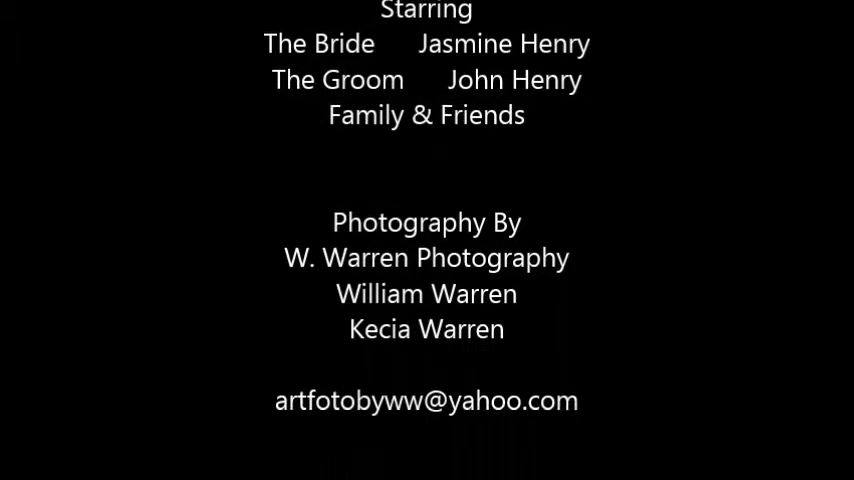 Starring
The Bride Jasmine Henry
The Groom John Henry
Family & Friends
Photography By
W. Warren Photography
William Warren
Kecia Warren
artfotobyww@yahoo.com